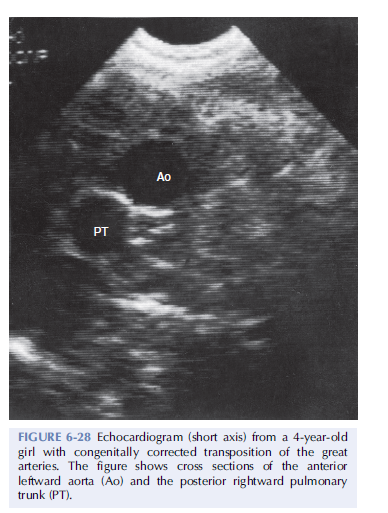 Ao
PT
FIGURE 6-28 Echocardiogram (short axis) from a 4-year-old
girl with congenitally corrected transposition of the great
arteries. The figure shows cross sections of the anterior
leftward aorta (Ao) and the posterior rightward pulmonary
trunk (PT).